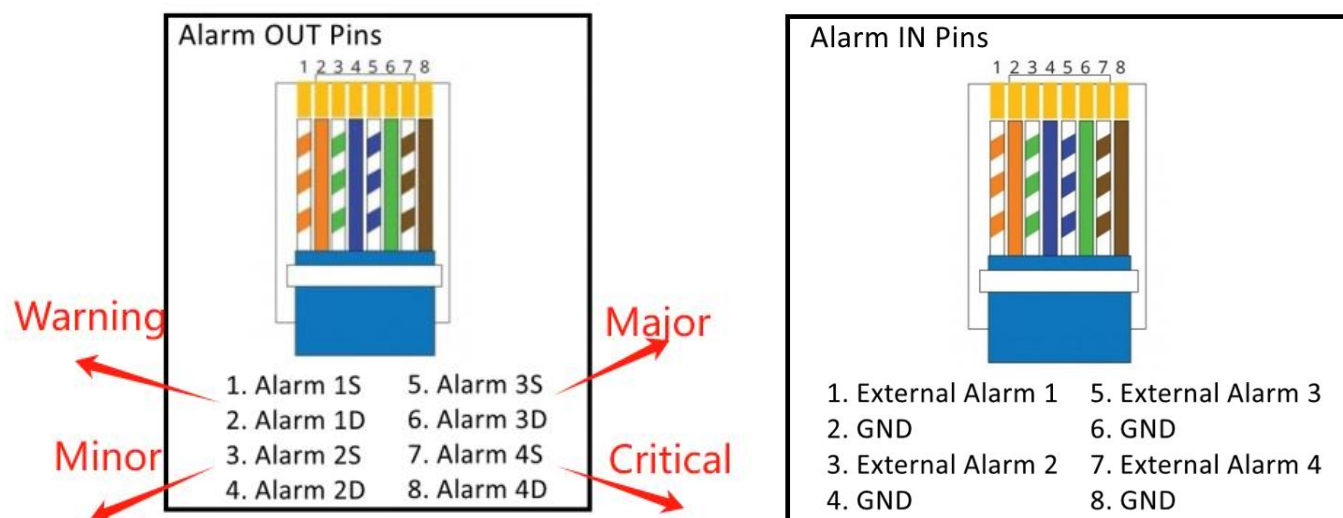 Alarm OUT Pins
1 2 3 4 5 6 7 8
Warning
Major
1. Alarm 1S 5. Alarm 3S
2. Alarm 1D 6. Alarm 3D
Minor
3. Alarm 2S 7. Alarm 4S
Critical
4. Alarm 2D 8. Alarm 4D
Alarm IN Pins
1 2 3 4 5 6 7 8
1. External Alarm 1 5. External Alarm 3
2. GND 6. GND
3. External Alarm 2 7. External Alarm 4
4. GND 8. GND